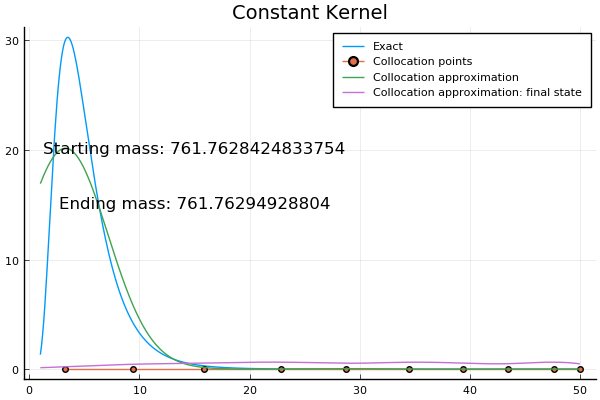 Constant Kernel
30
Exact
Collocation points
Collocation approximation
Collocation approximation: final state
20
Starting mass: 761.7628424833754
Ending mass: 761.76294928804
10
0
0 10 20 30 40 50